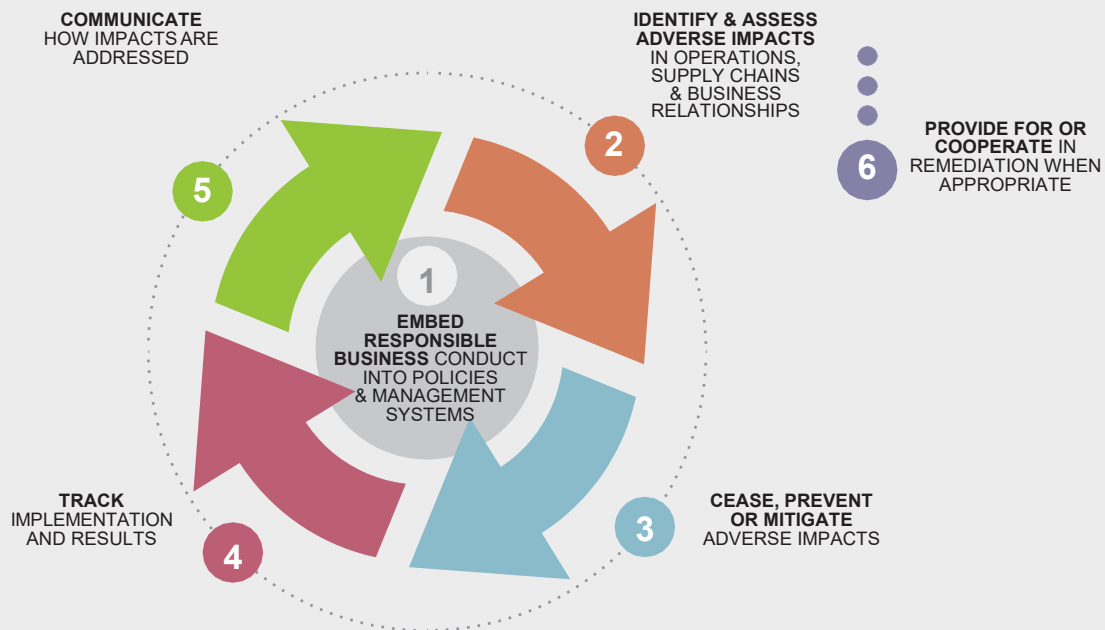 COMMUNICATE
HOW IMPACTS ARE
ADDRESSED
5
IDENTIFY & ASSESS
ADVERSE IMPACTS
IN OPERATIONS,
SUPPLY CHAINS
& BUSINESS
RELATIONSHIPS
2
6
PROVIDE FOR OR
COOPERATE IN
REMEDIATION WHEN
APPROPRIATE
1
EMBED
RESPONSIBLE
BUSINESS CONDUCT
INTO POLICIES
& MANAGEMENT
SYSTEMS
TRACK
IMPLEMENTATION
AND RESULTS
4
3
CEASE, PREVENT
OR MITIGATE
ADVERSE IMPACTS